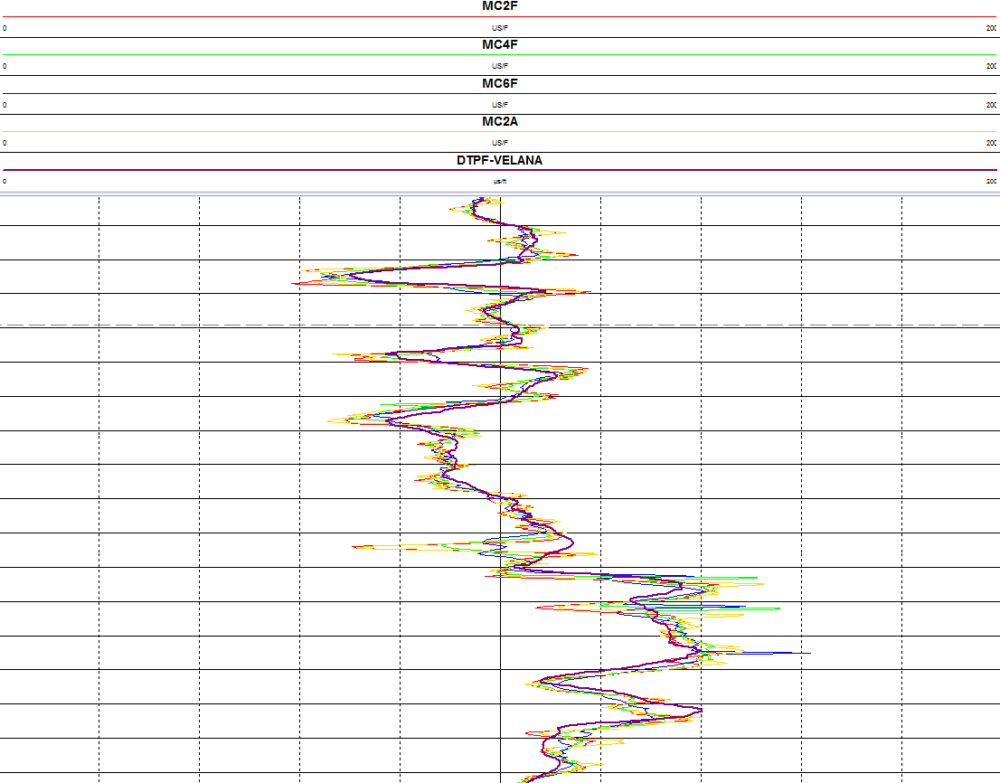 MC2F
0 US/F 200
MC4F
0 US/F 200
MC6F
0 US/F 200
MC2A
0 US/F 200
DTPF-VELANA
0 µs/ft 200